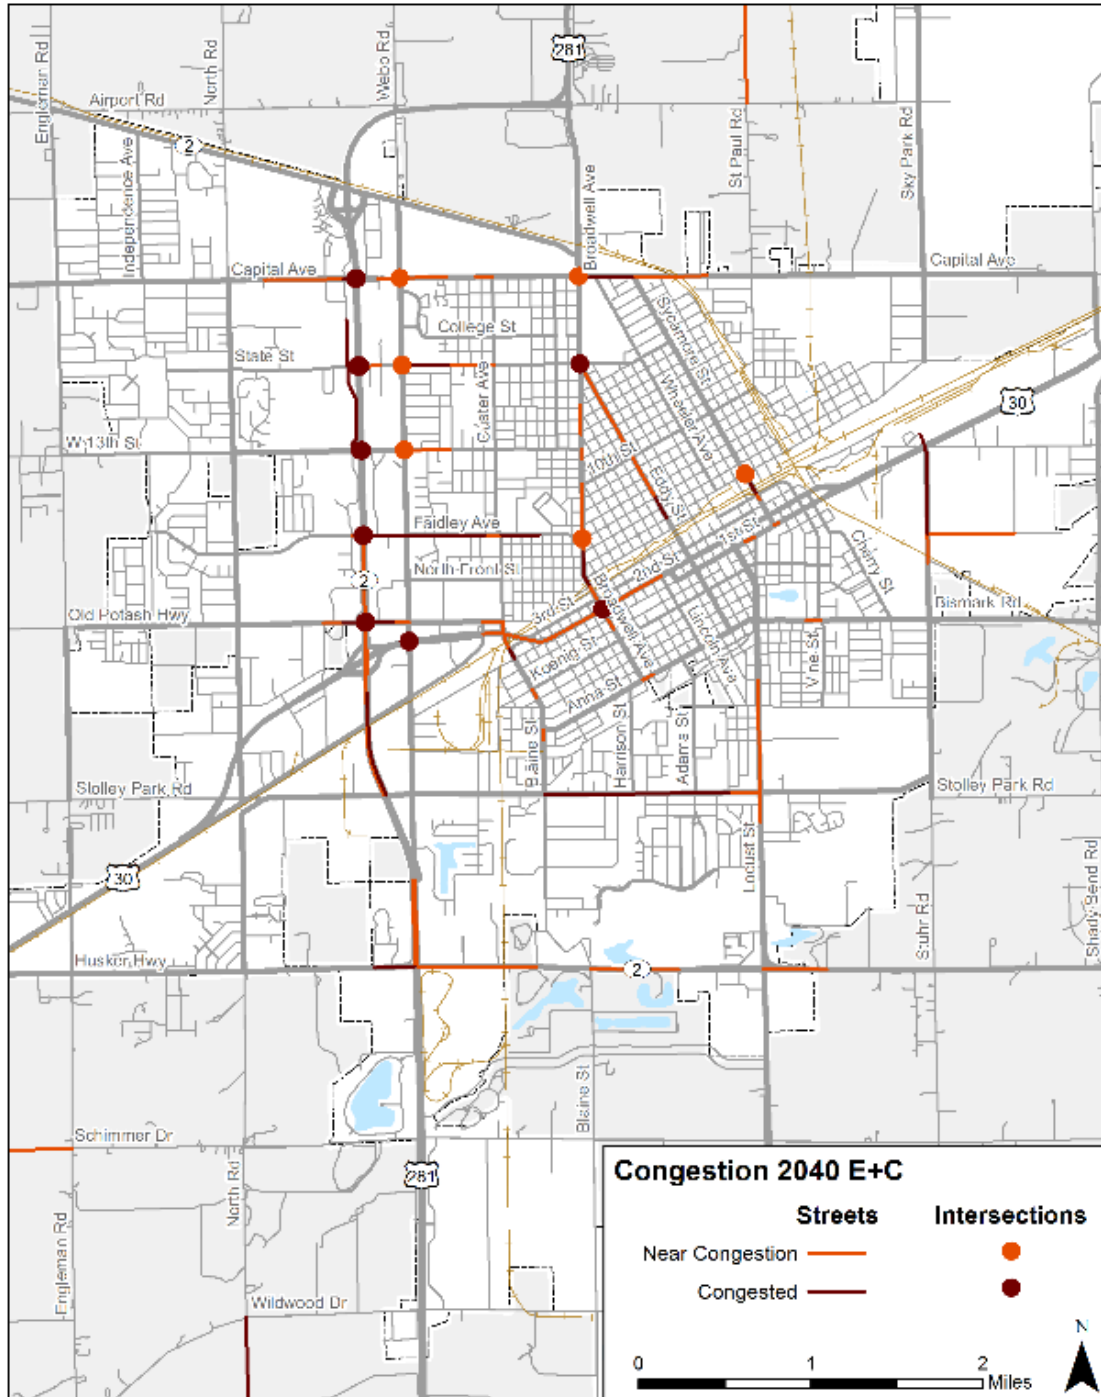 Engleman Rd
North Rd
Webb Rd
281
Airport Rd
2
Independence Ave
St Paul Rd
Sky Park Rd
Broadwell Ave
Capital Ave
Capital Ave
College St
Sycamore St
State St
Custer Ave
Wheeler Ave
30
W 13th St
10th St
Eddy St
Faidley Ave
1st St
Cherry St
North Front St
2nd St
2
3rd St
Broadwell Ave
Bismark Rd
Old Potash Hwy
Lincoln Ave
Vine St
Koenig St
Anna St
Blaine St
Harrison St
Adams St
Stolley Park Rd
Stolley Park Rd
Locust St
30
Stuhr Rd
Shady Bend Rd
Husker Hwy
2
Blaine St
Schimmer Dr
North Rd
281
Engleman Rd
Wildwood Dr
Congestion 2040 E+C
Streets Intersections
Near Congestion
Congested
N
0 1 2
Miles